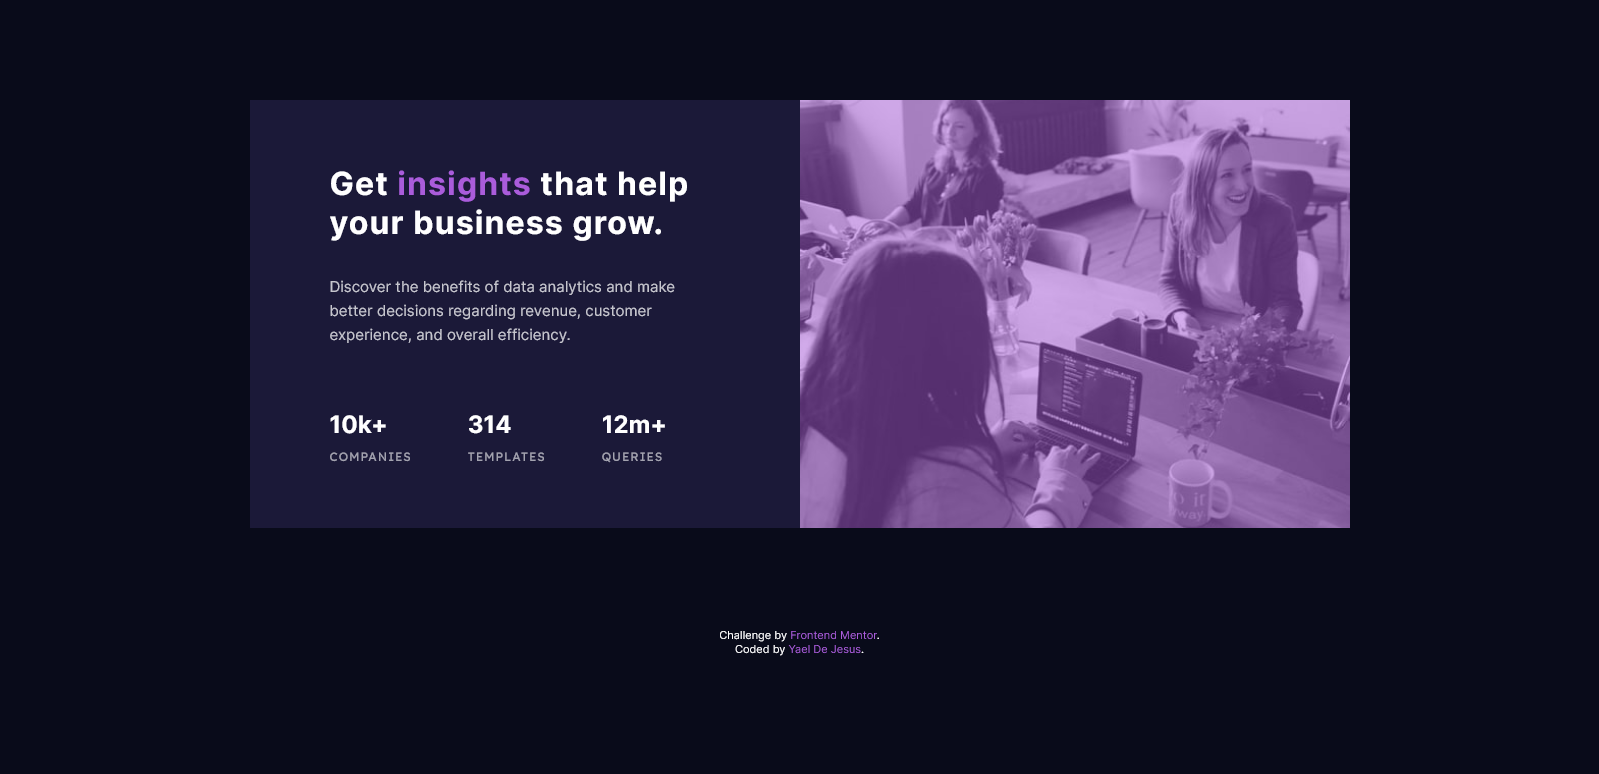 Get insights that help
your business grow.
Discover the benefits of data analytics and make
better decisions regarding revenue, customer
experience, and overall efficiency.
10k+ 314 12m+
COMPANIES TEMPLATES QUERIES
Challenge by Frontend Mentor.
Coded by Yael De Jesus.